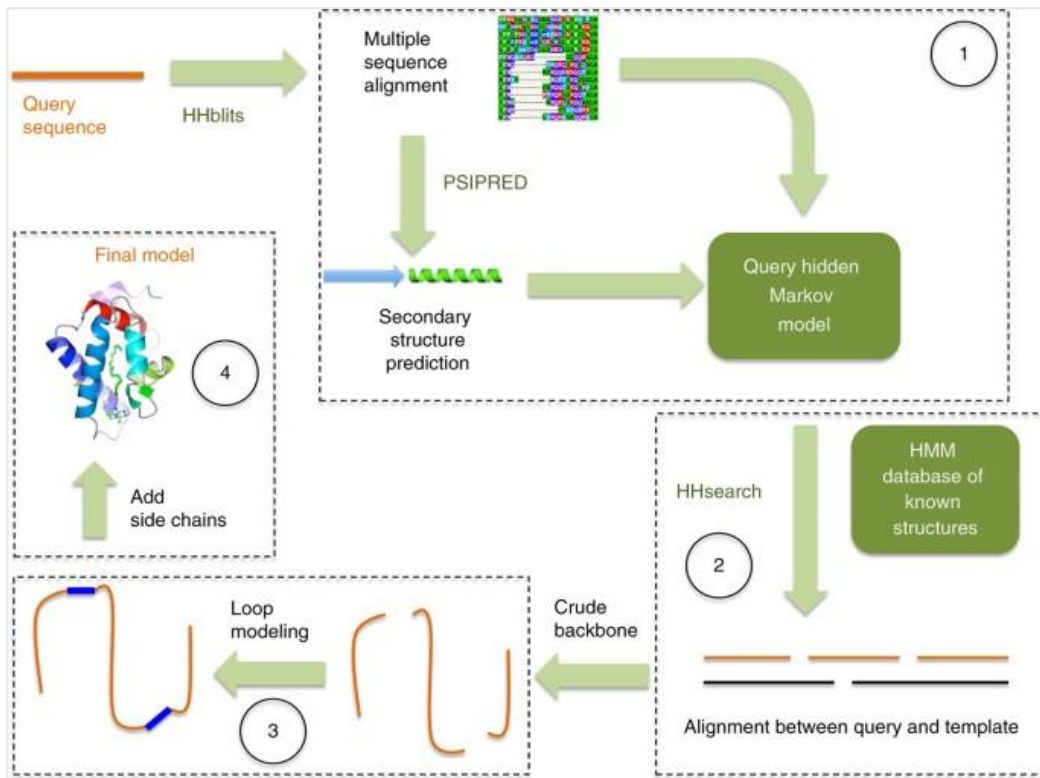 Query
sequence
HHblits
Multiple
sequence
alignment
1
PSIPRED
Secondary
structure
prediction
Query hidden
Markov
model
HHsearch
HMM
database of
known
structures
2
Alignment between query and template
Crude
backbone
Loop
modeling
3
Add
side chains
Final model
4